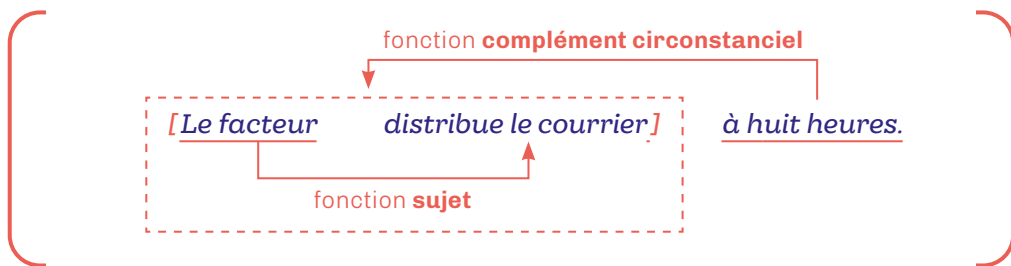 fonction complément circonstanciel
[Le facteur distribue le courrier] à huit heures.
fonction sujet